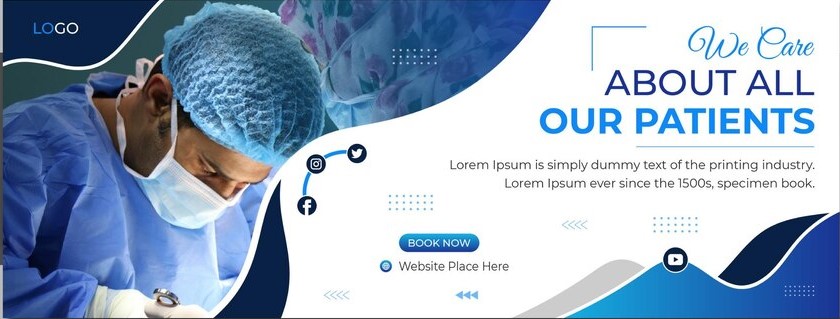 LOGO
We Care
ABOUT ALL
OUR PATIENTS
Lorem Ipsum is simply dummy text of the printing industry.
Lorem Ipsum ever since the 1500s, specimen book.
BOOK NOW
Website Place Here